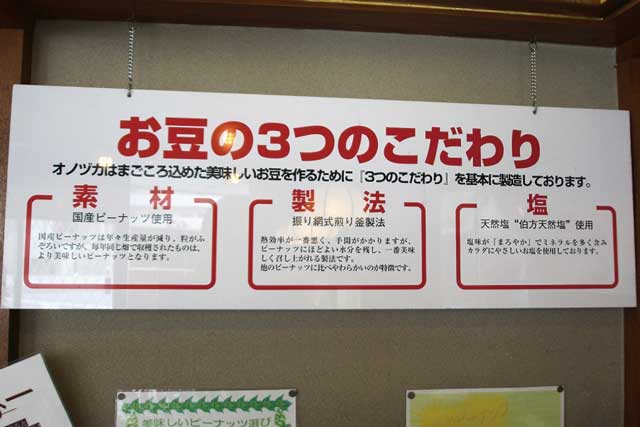 お豆の3つのこだわり
オノヅカはまごころ込めた美味しいお豆を作るために『3つのこだわり』を基本に製造しております。
素材
国産ピーナッツ使用
国産ピーナッツは年々生産量が減り、粒がふ
ぞろいですが、毎年同じ畑で収穫されたものは、
より美味しいピーナッツとなります。
製法
振り網式煎り釜製法
熱効率が一番悪く、手間がかかりますが、
ピーナッツにほどよい水分を残し、一番美味
しく召し上がれる製法です。
他のピーナッツに比べやわらかいのが特徴です。
塩
天然塩“伯方天然塩”使用
塩味が「まろやか」でミネラルを多く含み
カラダにやさしいお塩を使用しております。
美味しいピーナッツ選び